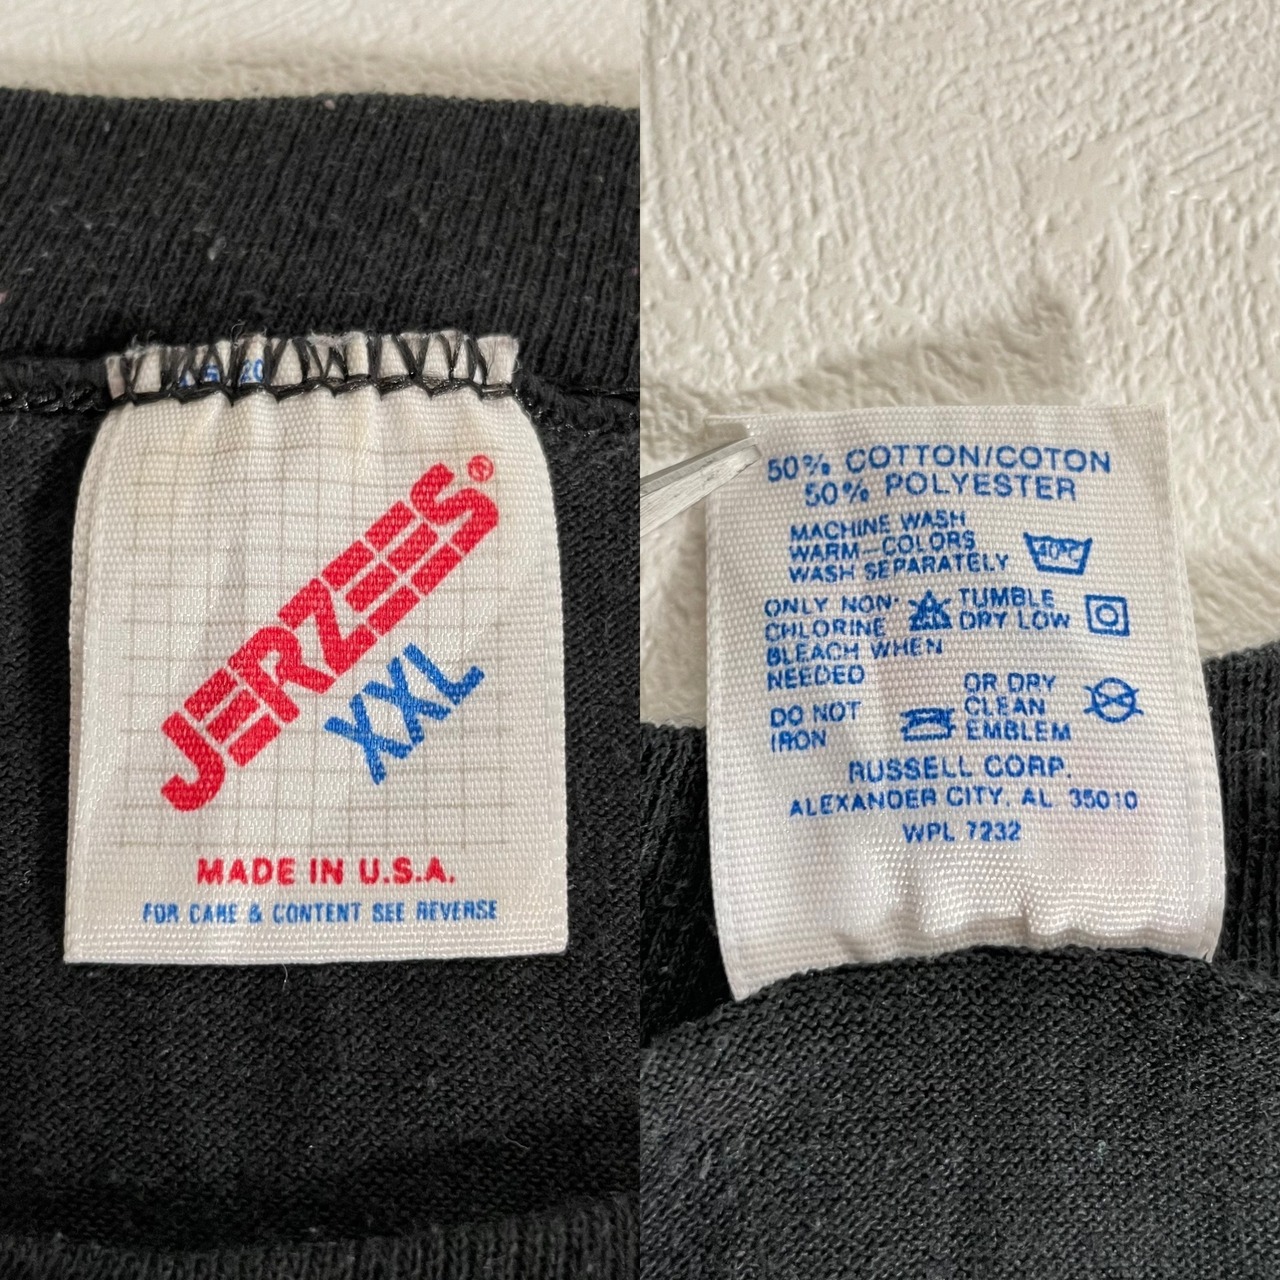 JERZEES®
XXL
MADE IN U.S.A.
FOR CARE & CONTENT SEE REVERSE
50% COTTON/COTON
50% POLYESTER
MACHINE WASH
WARM-COLORS
WASH SEPARATELY
40°C
ONLY NON-
CHLORINE
BLEACH WHEN
NEEDED
TUMBLE
DRY LOW
DO NOT
IRON
OR DRY
CLEAN
EMBLEM
RUSSELL CORP.
ALEXANDER CITY, AL 35010
WPL 7232